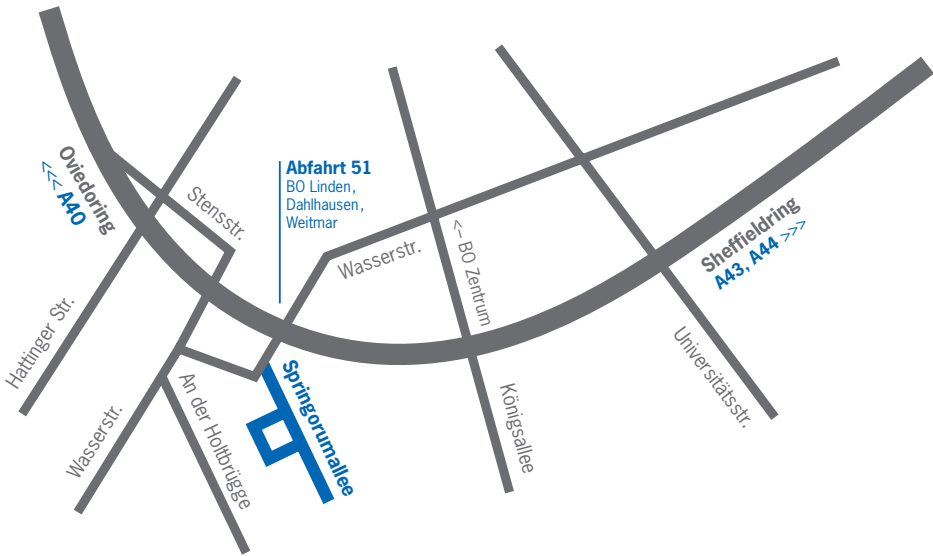 Oviedoring
<<< A40
Stensstr.
Abfahrt 51
BO Linden,
Dahlhausen,
Weitmar
Wasserstr.
<– BO Zentrum
Sheffieldring
A43, A44 >>>
Hattinger Str.
Wasserstr.
An der Holtbrügge
Springorumallee
Königsallee
Universitätsstr.